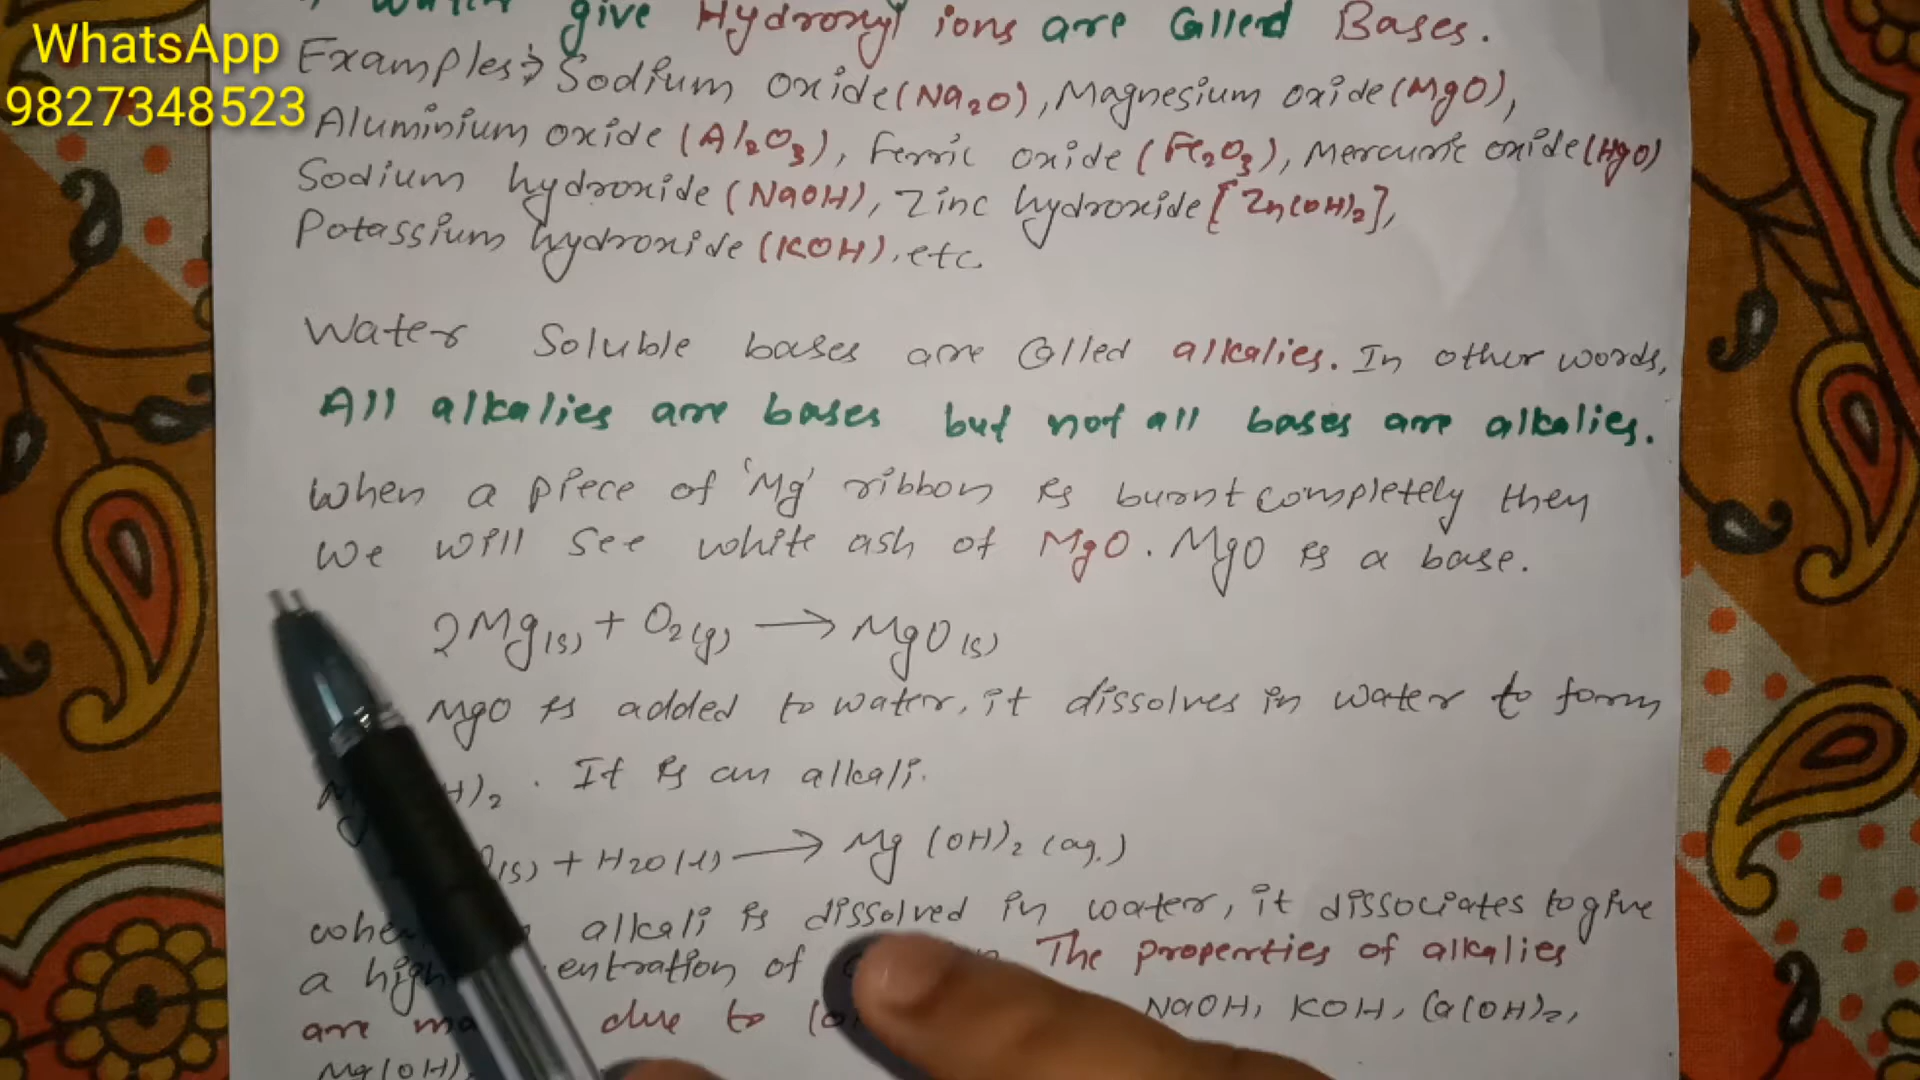 WhatsApp
9827348523
Water give Hydroxyl ions are Called Bases.
Examples⇒ Sodium oxide (Na₂O), Magnesium oxide (MgO),
Aluminium oxide (Al₂O₃), Ferric oxide (Fe₂O₃), Mercuric oxide (HgO)
Sodium hydroxide (NaOH), Zinc hydroxide [Zn(OH)₂],
Potassium hydroxide (KOH), etc.
Water Soluble bases are Called alkalies. In other words,
All alkalies are bases but not all bases are alkalies.
When a piece of 'Mg' ribbon is burnt completely then
we will see white ash of MgO. MgO is a base.
2Mg(s) + O₂(g) → MgO(s)
MgO is added to water, it dissolves in water to form
H)₂. It is an alkali.
(s) + H₂O(l) → Mg(OH)₂(aq.)
alkali is dissolved in water, it dissociates to give
a high entration of The properties of alkalies
are due to NaOH, KOH, Ca(OH)₂,
Mg(OH)